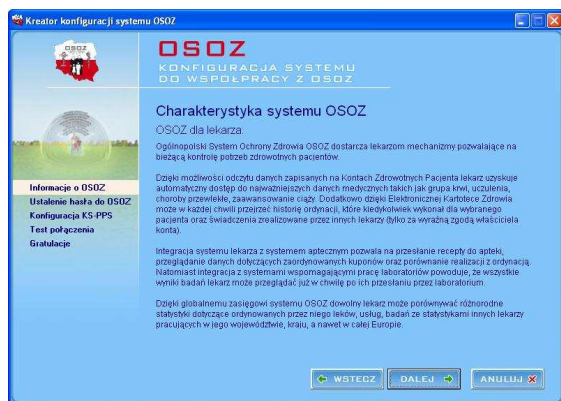 Kreator konfiguracji systemu OSOZ
OSOZ
OSOZ
KONFIGURACJA SYSTEMU
DO WSPÓŁPRACY Z OSOZ
Charakterystyka systemu OSOZ
OSOZ dla lekarza:
Ogólnopolski System Ochrony Zdrowia OSOZ dostarcza lekarzom mechanizmy pozwalające na
bieżącą kontrolę potrzeb zdrowotnych pacjentów.
Dzięki możliwości odczytu danych zapisanych na Kontach Zdrowotnych Pacjenta lekarz uzyskuje
automatyczny dostęp do najważniejszych danych medycznych takich jak grupa krwi, uczulenia,
choroby przewlekłe, zaawansowanie ciąży. Dodatkowo dzięki Elektronicznej Kartotece Zdrowia
może w każdej chwili przejrzeć historię ordynacji, które kiedykolwiek wykonał dla wybranego
pacjenta oraz świadczenia zrealizowane przez innych lekarzy (tylko za wyraźną zgodą właściciela
konta).
Integracja systemu lekarza z systemem aptecznym pozwala na przesłanie recepty do apteki,
przeglądanie danych dotyczących zaordynowanych kuponów oraz porównanie realizacji z ordynacją.
Natomiast integracja z systemami wspomagającymi pracę laboratoriów powoduje, że wszystkie
wyniki badań lekarz może przeglądać już w chwilę po ich przesłaniu przez laboratorium.
Dzięki globalnemu zasięgowi systemu OSOZ dowolny lekarz może porównywać różnorodne
statystyki dotyczące ordynowanych przez niego leków, usług, badań ze statystykami innych lekarzy
pracujących w jego województwie, kraju, a nawet w całej Europie.
Informacje o OSOZ
Ustalenie hasła do OSOZ
Konfiguracja KS-PPS
Test połączenia
Gratulacje
WSTECZ
DALEJ
ANULUJ